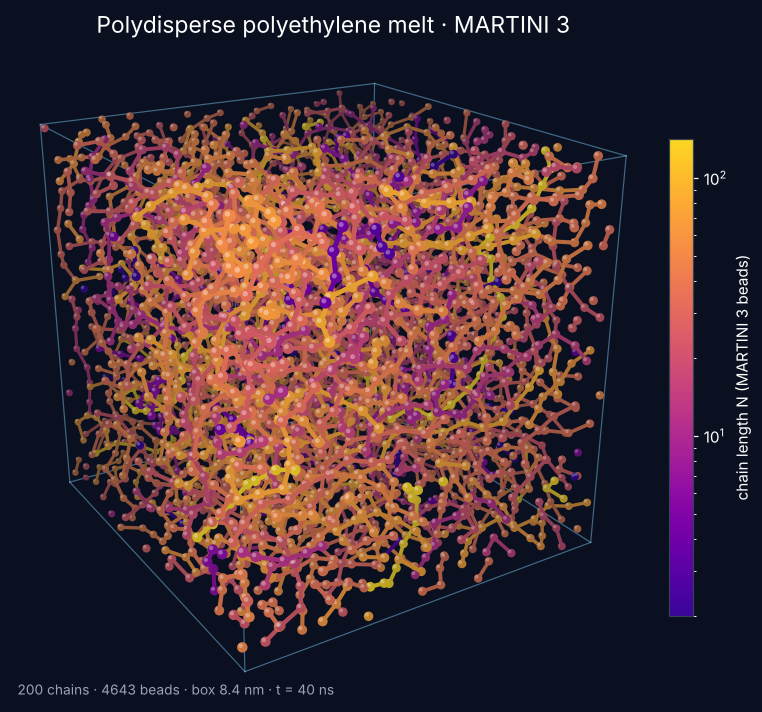 Polydisperse polyethylene melt · MARTINI 3
10²
10¹
chain length N (MARTINI 3 beads)
200 chains · 4643 beads · box 8.4 nm · t = 40 ns